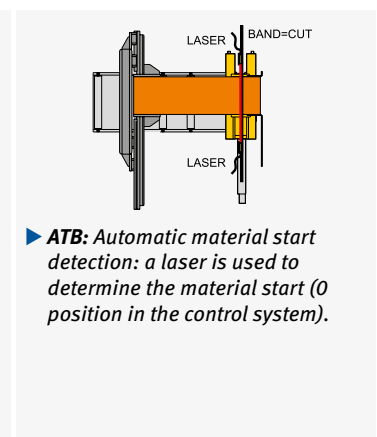 LASER
BAND=CUT
LASER
ATB: Automatic material start
detection: a laser is used to
determine the material start (0
position in the control system).